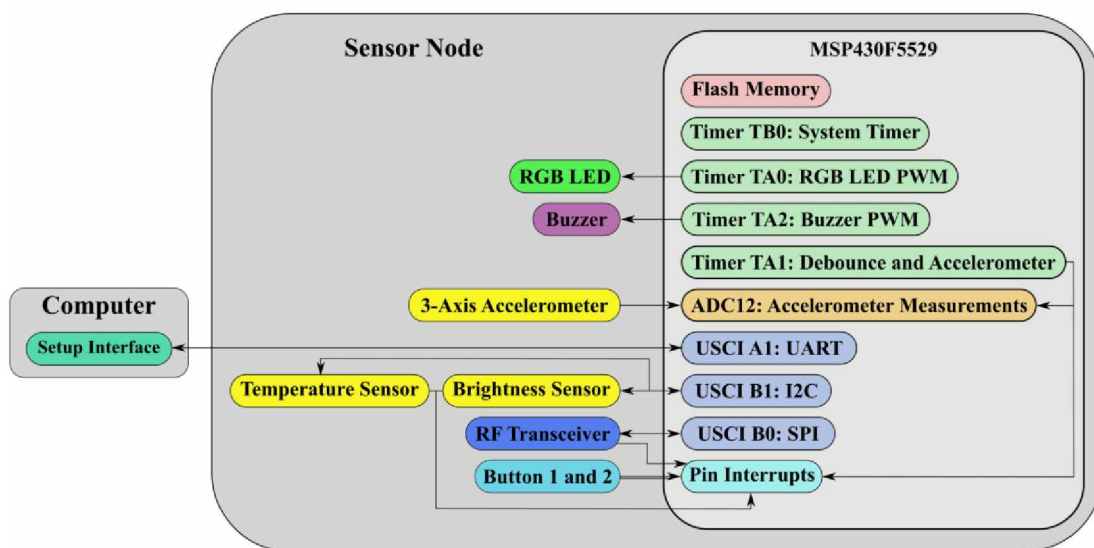 Sensor Node
MSP430F5529
Flash Memory
Timer TB0: System Timer
RGB LED
Timer TA0: RGB LED PWM
Buzzer
Timer TA2: Buzzer PWM
Timer TA1: Debounce and Accelerometer
Computer
3-Axis Accelerometer
ADC12: Accelerometer Measurements
Setup Interface
USCI A1: UART
Temperature Sensor
Brightness Sensor
USCI B1: I2C
RF Transceiver
USCI B0: SPI
Button 1 and 2
Pin Interrupts